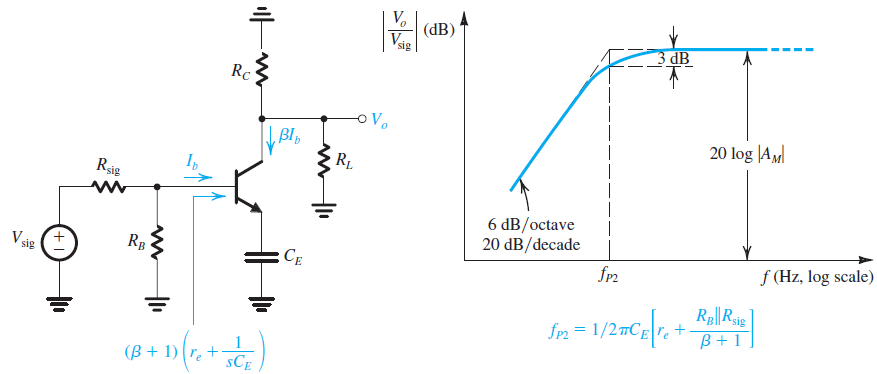 R_C
V_o
βI_b
R_L
R_sig
I_b
V_sig
+
−
R_B
C_E
(β + 1) (r_e + 1/sC_E)
|V_o/V_sig| (dB)
3 dB
20 log |A_M|
6 dB/octave
20 dB/decade
f_P2
f (Hz, log scale)
f_P2 = 1/2πC_E [r_e + R_B||R_sig/β + 1]